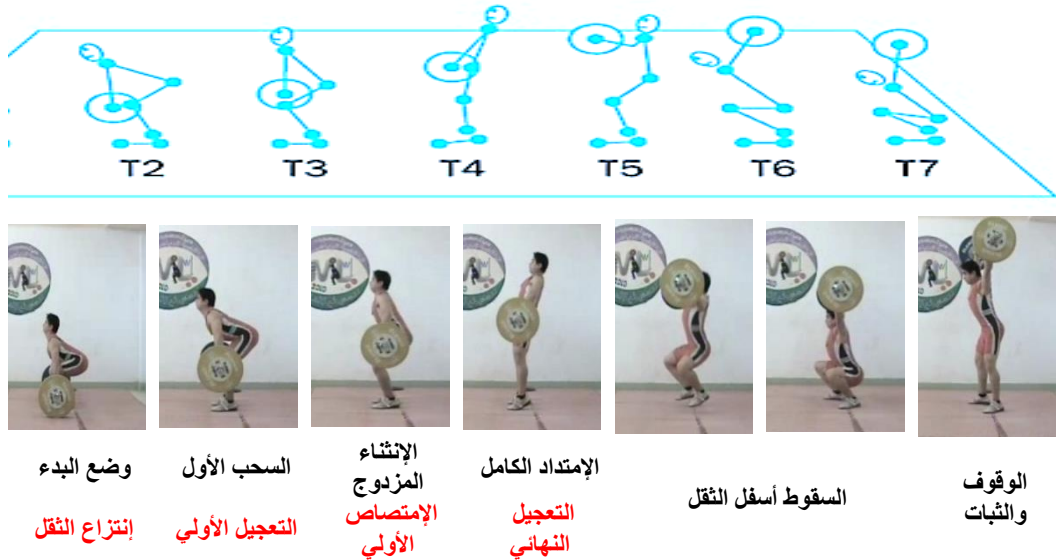 T2 T3 T4 T5 T6 T7
وضع البدء
إنتزاع الثقل
السحب الأول
التعجيل الأولي
الإنثناء
المزدوج
الإمتصاص
الأولي
الإمتداد الكامل
التعجيل
النهائي
السقوط أسفل الثقل
الوقوف
والثبات